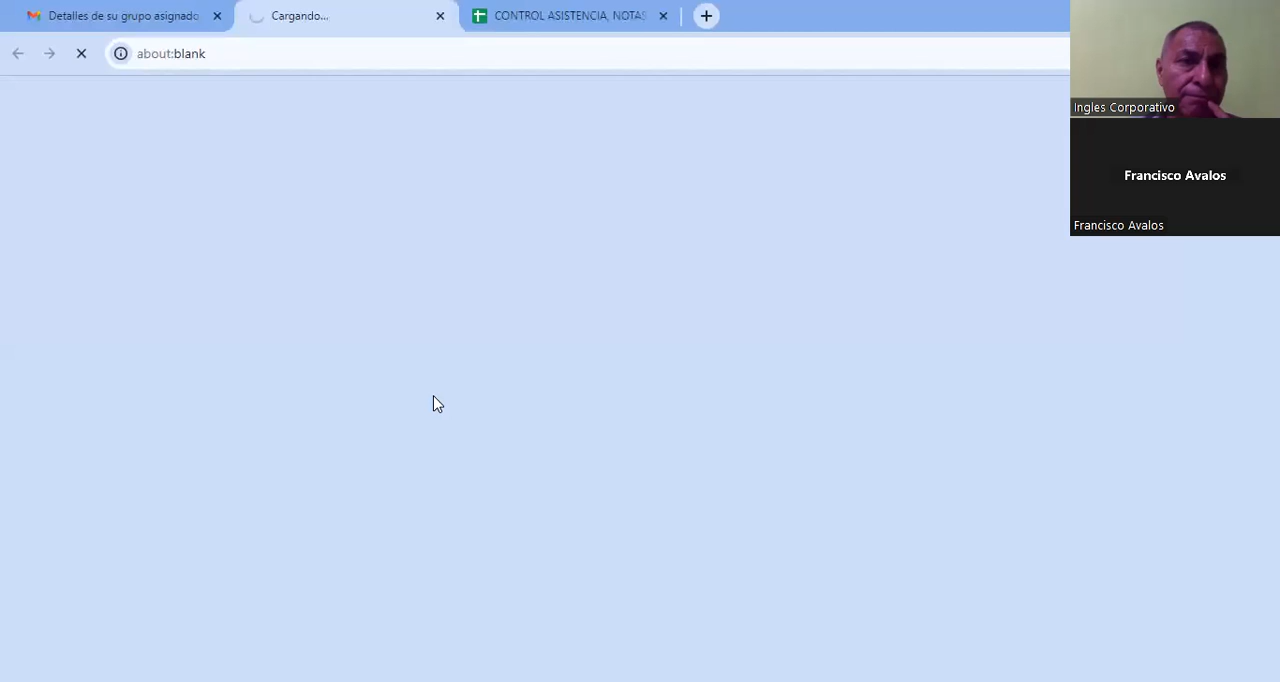 Detalles de su grupo asignado
Cargando...
CONTROL ASISTENCIA, NOTAS
about:blank
Ingles Corporativo
Francisco Avalos
Francisco Avalos